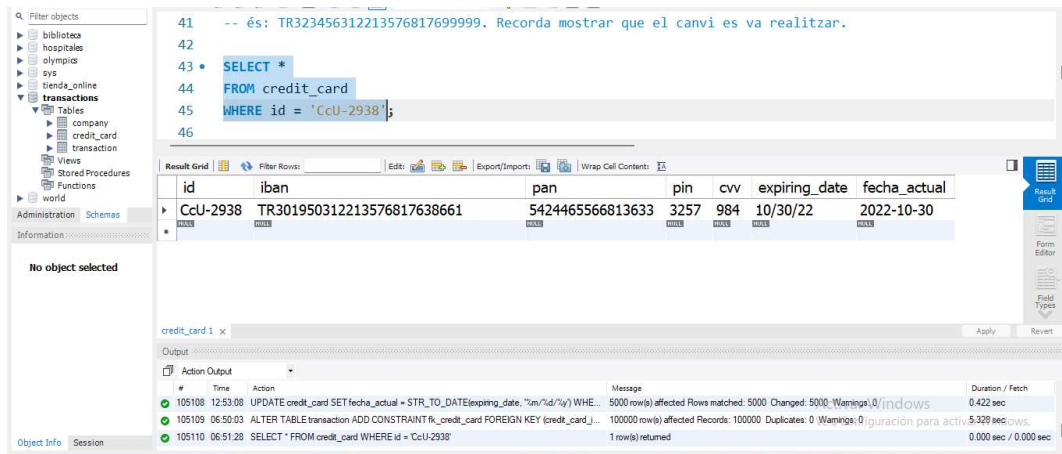 Filter objects
biblioteca
hospitales
olympics
sys
tienda_online
transactions
Tables
company
credit_card
transaction
Views
Stored Procedures
Functions
world
Administration Schemas
Information
No object selected
Object Info Session
41 -- és: TR323456312213576817699999. Recorda mostrar que el canvi es va realitzar.
42
43 SELECT *
44 FROM credit_card
45 WHERE id = 'CcU-2938';
46
Result Grid Filter Rows: Edit: Export/Import: Wrap Cell Content:
id iban pan pin cvv expiring_date fecha_actual
CcU-2938 TR301950312213576817638661 5424465566813633 3257 984 10/30/22 2022-10-30
NULL NULL NULL NULL NULL NULL
Result Grid
Form Editor
Field Types
credit_card 1 Apply Revert
Output
Action Output
# Time Action Message Duration / Fetch
105108 12:53:08 UPDATE credit_card SET fecha_actual = STR_TO_DATE(expiring_date, '%m/%d/%y') WHE... 5000 row(s) affected Rows matched: 5000 Changed: 5000 Warnings: 0 0.422 sec
105109 06:50:03 ALTER TABLE transaction ADD CONSTRAINT fk_credit_card FOREIGN KEY (credit_card_i... 100000 row(s) affected Records: 100000 Duplicates: 0 Warnings: 0 5.328 sec
105110 06:51:28 SELECT * FROM credit_card WHERE id = 'CcU-2938' 1 row(s) returned 0.000 sec / 0.000 sec
Activar Windows